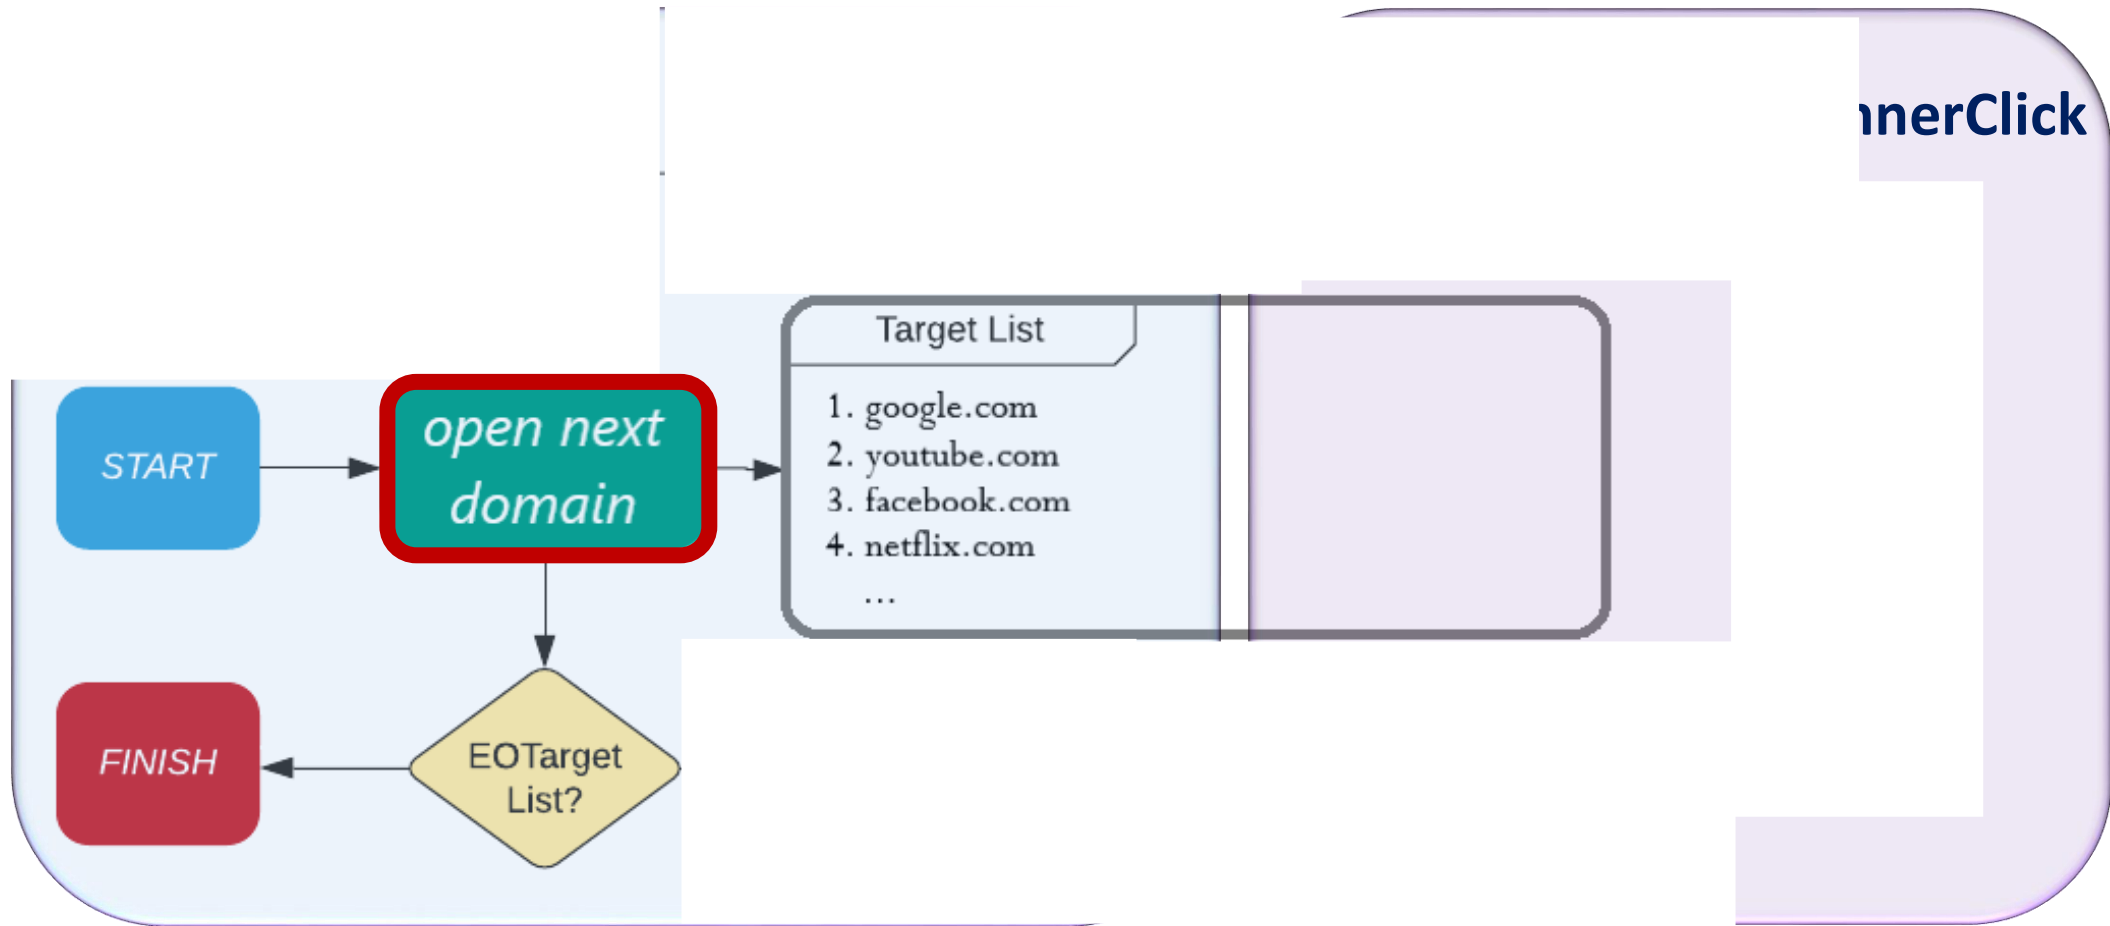 nnerClick
Target List
1. google.com
2. youtube.com
3. facebook.com
4. netflix.com
...
START
open next
domain
FINISH
EOTarget
List?